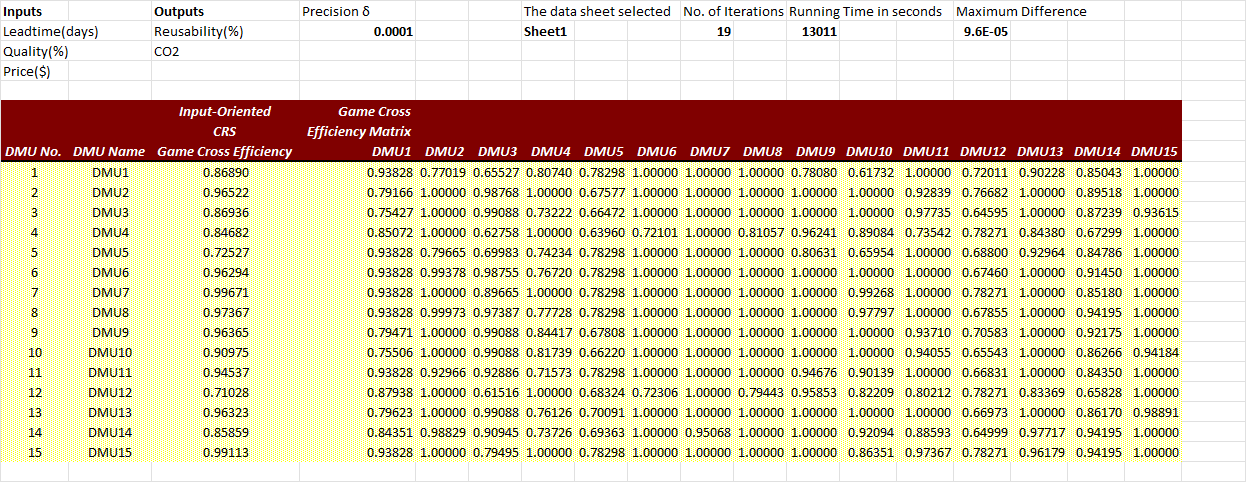 Inputs Outputs Precision δ The data sheet selected No. of Iterations Running Time in seconds Maximum Difference
Leadtime(days) Reusability(%) 0.0001 Sheet1 19 13011 9.6E-05
Quality(%) CO2
Price($)
Input-Oriented Game Cross
CRS Efficiency Matrix
DMU No. DMU Name Game Cross Efficiency DMU1 DMU2 DMU3 DMU4 DMU5 DMU6 DMU7 DMU8 DMU9 DMU10 DMU11 DMU12 DMU13 DMU14 DMU15
1 DMU1 0.86890 0.93828 0.77019 0.65527 0.80740 0.78298 1.00000 1.00000 1.00000 0.78080 0.61732 1.00000 0.72011 0.90228 0.85043 1.00000
2 DMU2 0.96522 0.79166 1.00000 0.98768 1.00000 0.67577 1.00000 1.00000 1.00000 1.00000 1.00000 0.92839 0.76682 1.00000 0.89518 1.00000
3 DMU3 0.86936 0.75427 1.00000 0.99088 0.73222 0.66472 1.00000 1.00000 1.00000 1.00000 1.00000 0.97735 0.64595 1.00000 0.87239 0.93615
4 DMU4 0.84682 0.85072 1.00000 0.62758 1.00000 0.63960 0.72101 1.00000 0.81057 0.96241 0.89084 0.73542 0.78271 0.84380 0.67299 1.00000
5 DMU5 0.72527 0.93828 0.79665 0.69983 0.74234 0.78298 1.00000 1.00000 1.00000 0.80631 0.65954 1.00000 0.68800 0.92964 0.84786 1.00000
6 DMU6 0.96294 0.93828 0.99378 0.98755 0.76720 0.78298 1.00000 1.00000 1.00000 1.00000 1.00000 1.00000 0.67460 1.00000 0.91450 1.00000
7 DMU7 0.99671 0.93828 1.00000 0.89665 1.00000 0.78298 1.00000 1.00000 1.00000 1.00000 0.99268 1.00000 0.78271 1.00000 0.85180 1.00000
8 DMU8 0.97367 0.93828 0.99973 0.97387 0.77728 0.78298 1.00000 1.00000 1.00000 1.00000 0.97797 1.00000 0.67855 1.00000 0.94195 1.00000
9 DMU9 0.96365 0.79471 1.00000 0.99088 0.84417 0.67808 1.00000 1.00000 1.00000 1.00000 1.00000 0.93710 0.70583 1.00000 0.92175 1.00000
10 DMU10 0.90975 0.75506 1.00000 0.99088 0.81739 0.66220 1.00000 1.00000 1.00000 1.00000 1.00000 0.94055 0.65543 1.00000 0.86266 0.94184
11 DMU11 0.94537 0.93828 0.92966 0.92886 0.71573 0.78298 1.00000 1.00000 1.00000 0.94676 0.90139 1.00000 0.66831 1.00000 0.84350 1.00000
12 DMU12 0.71028 0.87938 1.00000 0.61516 1.00000 0.68324 0.72306 1.00000 0.79443 0.95853 0.82209 0.80212 0.78271 0.83369 0.65828 1.00000
13 DMU13 0.96323 0.79623 1.00000 0.99088 0.76126 0.70091 1.00000 1.00000 1.00000 1.00000 1.00000 1.00000 0.66973 1.00000 0.86170 0.98891
14 DMU14 0.85859 0.84351 0.98829 0.90945 0.73726 0.69363 1.00000 0.95068 1.00000 1.00000 0.92094 0.88593 0.64999 0.97717 0.94195 1.00000
15 DMU15 0.99113 0.93828 1.00000 0.79495 1.00000 0.78298 1.00000 1.00000 1.00000 1.00000 0.86351 0.97367 0.78271 0.96179 0.94195 1.00000